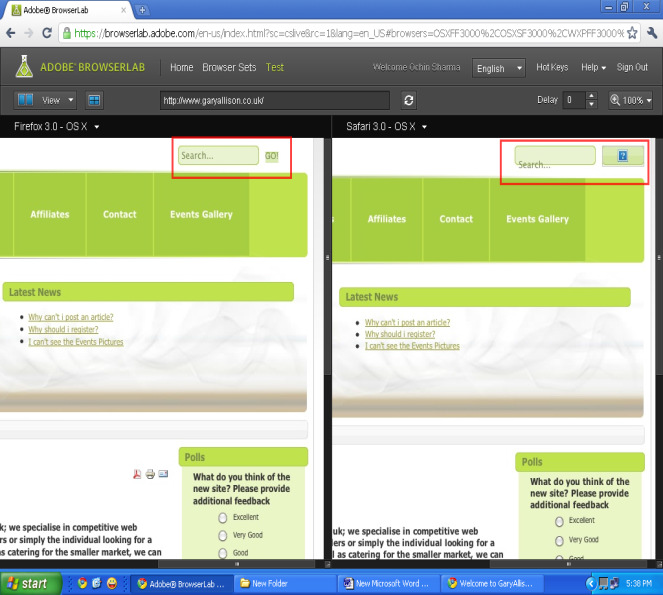 Adobe® BrowserLab
https://browserlab.adobe.com/en-us/index.html?sc=cslive&rc=1&lang=en_US#browsers=OSXFF3000%2COSXSF3000%2CWXPFF3000%
ADOBE® BROWSERLAB
Home
Browser Sets
Test
Welcome Ochin Sharma
English
Hot Keys
Help
Sign Out
View
http://www.garyallison.co.uk/
Delay
0
100%
Firefox 3.0 - OS X
Safari 3.0 - OS X
Search...
GO!
Search...
?
Affiliates
Contact
Events Gallery
Affiliates
Contact
Events Gallery
Latest News
Why can't i post an article?
Why should i register?
I can't see the Events Pictures
Latest News
Why can't i post an article?
Why should i register?
I can't see the Events Pictures
Polls
What do you think of the
new site? Please provide
additional feedback
Excellent
Very Good
Good
k; we specialise in competitive web
rs or simply the individual looking for a
as catering for the smaller market, we can
Polls
What do you think of the
new site? Please provide
additional feedback
Excellent
Very Good
Good
uk; we specialise in competitive web
ers or simply the individual looking for a
l as catering for the smaller market, we can
start
Adobe® BrowserLab ...
New Folder
New Microsoft Word ...
Welcome to GaryAllis...
5:38 PM